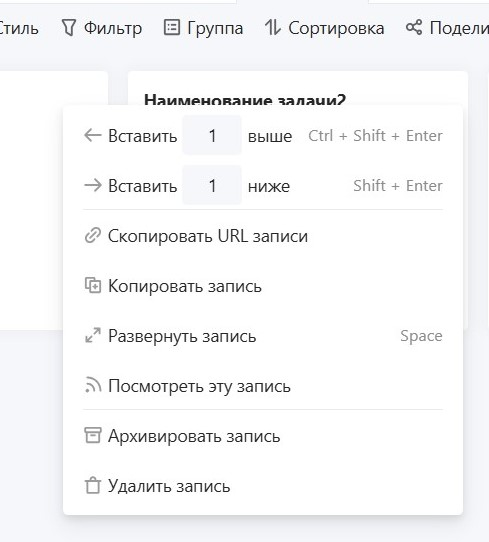 Стиль Фильтр Группа Сортировка Подели
Наименование задачи2
Вставить 1 выше Ctrl + Shift + Enter
Вставить 1 ниже Shift + Enter
Скопировать URL записи
Копировать запись
Развернуть запись Space
Посмотреть эту запись
Архивировать запись
Удалить запись